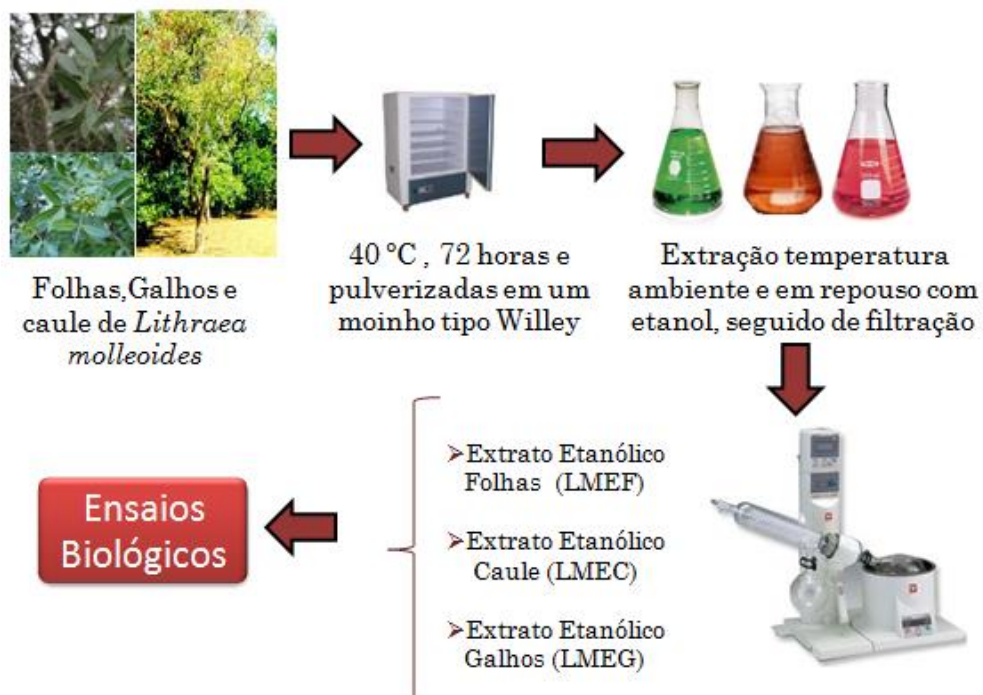 Folhas,Galhos e
caule de Lithraea
molleoides
40 ºC , 72 horas e
pulverizadas em um
moinho tipo Willey
Extração temperatura
ambiente e em repouso com
etanol, seguido de filtração
➢Extrato Etanólico
Folhas (LMEF)
➢Extrato Etanólico
Caule (LMEC)
➢Extrato Etanólico
Galhos (LMEG)
Ensaios
Biológicos